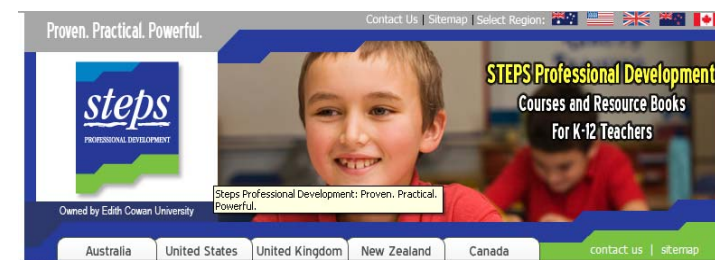 Proven. Practical. Powerful.
Contact Us | Sitemap | Select Region:
STEPS Professional Development
Courses and Resource Books
For K-12 Teachers
steps
PROFESSIONAL DEVELOPMENT
Steps Professional Development: Proven. Practical.
Powerful.
Owned by Edith Cowan University
Australia
United States
United Kingdom
New Zealand
Canada
contact us | sitemap